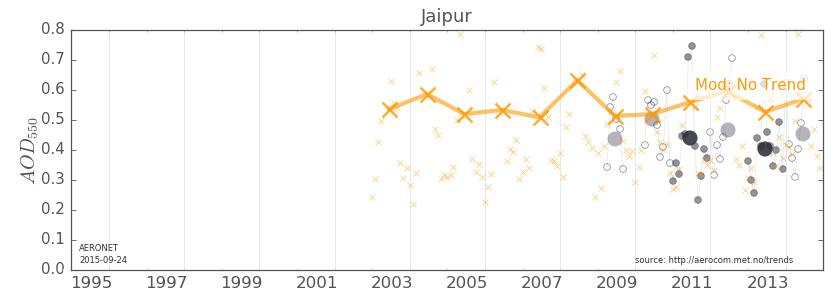 Jaipur
0.8
0.7
0.6
0.5
0.4
0.3
0.2
0.1
0.0
AOD550
Mod: No Trend
AERONET
2015-09-24
source: http://aerocom.met.no/trends
1995 1997 1999 2001 2003 2005 2007 2009 2011 2013